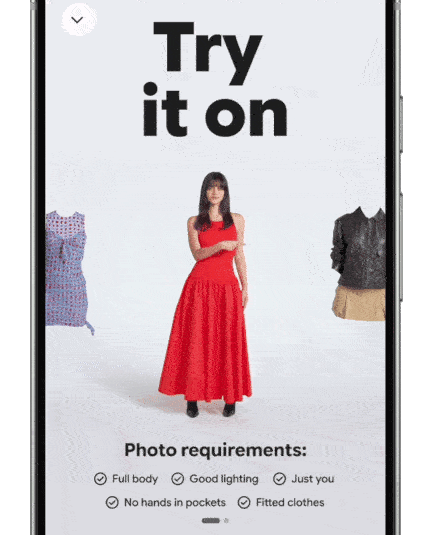 Try
it on
Photo requirements:
Full body Good lighting Just you
No hands in pockets Fitted clothes